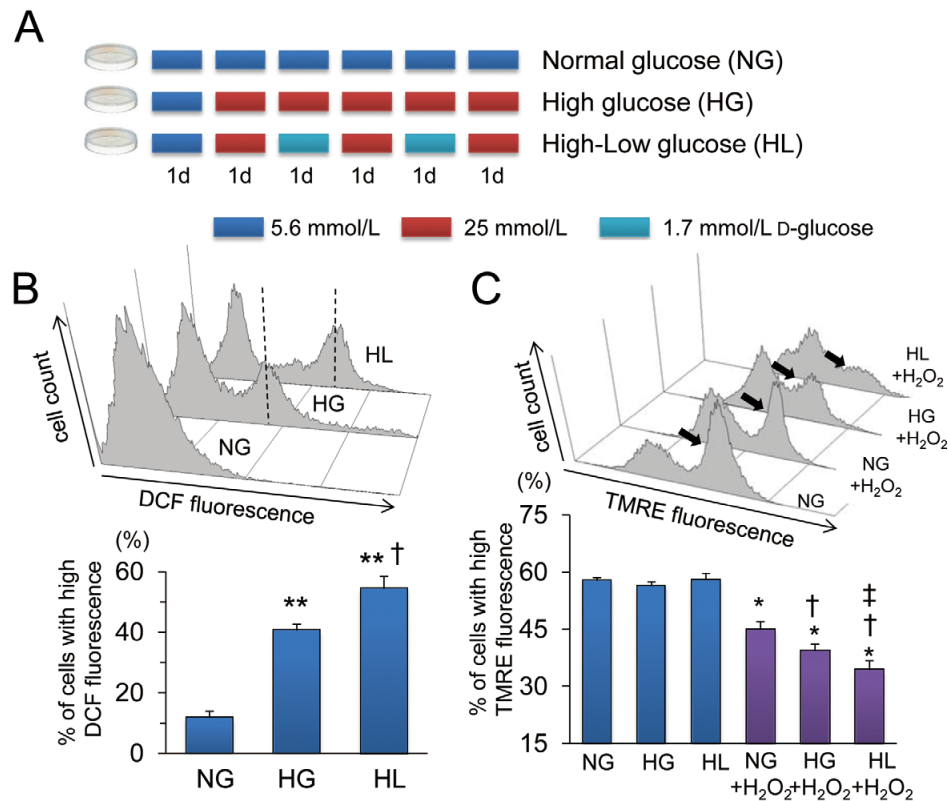 A
Normal glucose (NG)
High glucose (HG)
High-Low glucose (HL)
1d 1d 1d 1d 1d 1d
5.6 mmol/L 25 mmol/L 1.7 mmol/L D-glucose
B
cell count
HL
HG
NG
DCF fluorescence
(%)
% of cells with high
DCF fluorescence
60
40
20
0
** ** †
NG HG HL
C
cell count
HL
+H₂O₂
HG
+H₂O₂
NG
+H₂O₂
NG
TMRE fluorescence
(%)
% of cells with high
TMRE fluorescence
75
60
45
30
15
* † * ‡ † *
NG HG HL NG HG HL
+H₂O₂ +H₂O₂ +H₂O₂